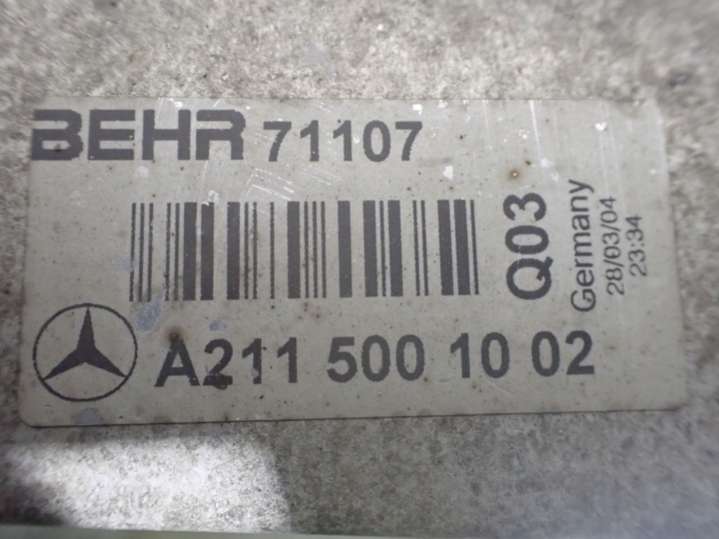 BEHR 71107
Q03
Germany
28/03/04
23:34
A211 500 10 02